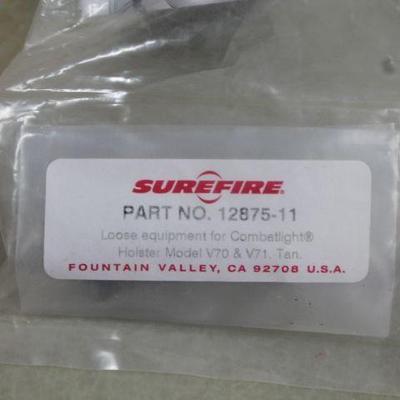 SUREFIRE®
PART NO. 12875-11
Loose equipment for Combatlight®
Holster Model V70 & V71, Tan.
FOUNTAIN VALLEY, CA 92708 U.S.A.